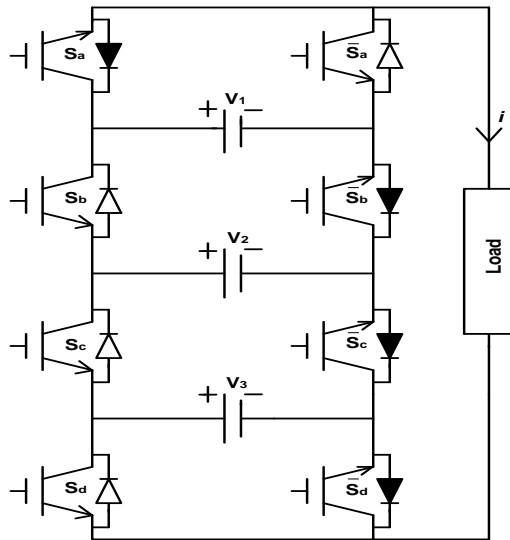 Sa
S̄a
+ V1 −
i
Sb
S̄b
+ V2 −
Load
Sc
S̄c
+ V3 −
Sd
S̄d